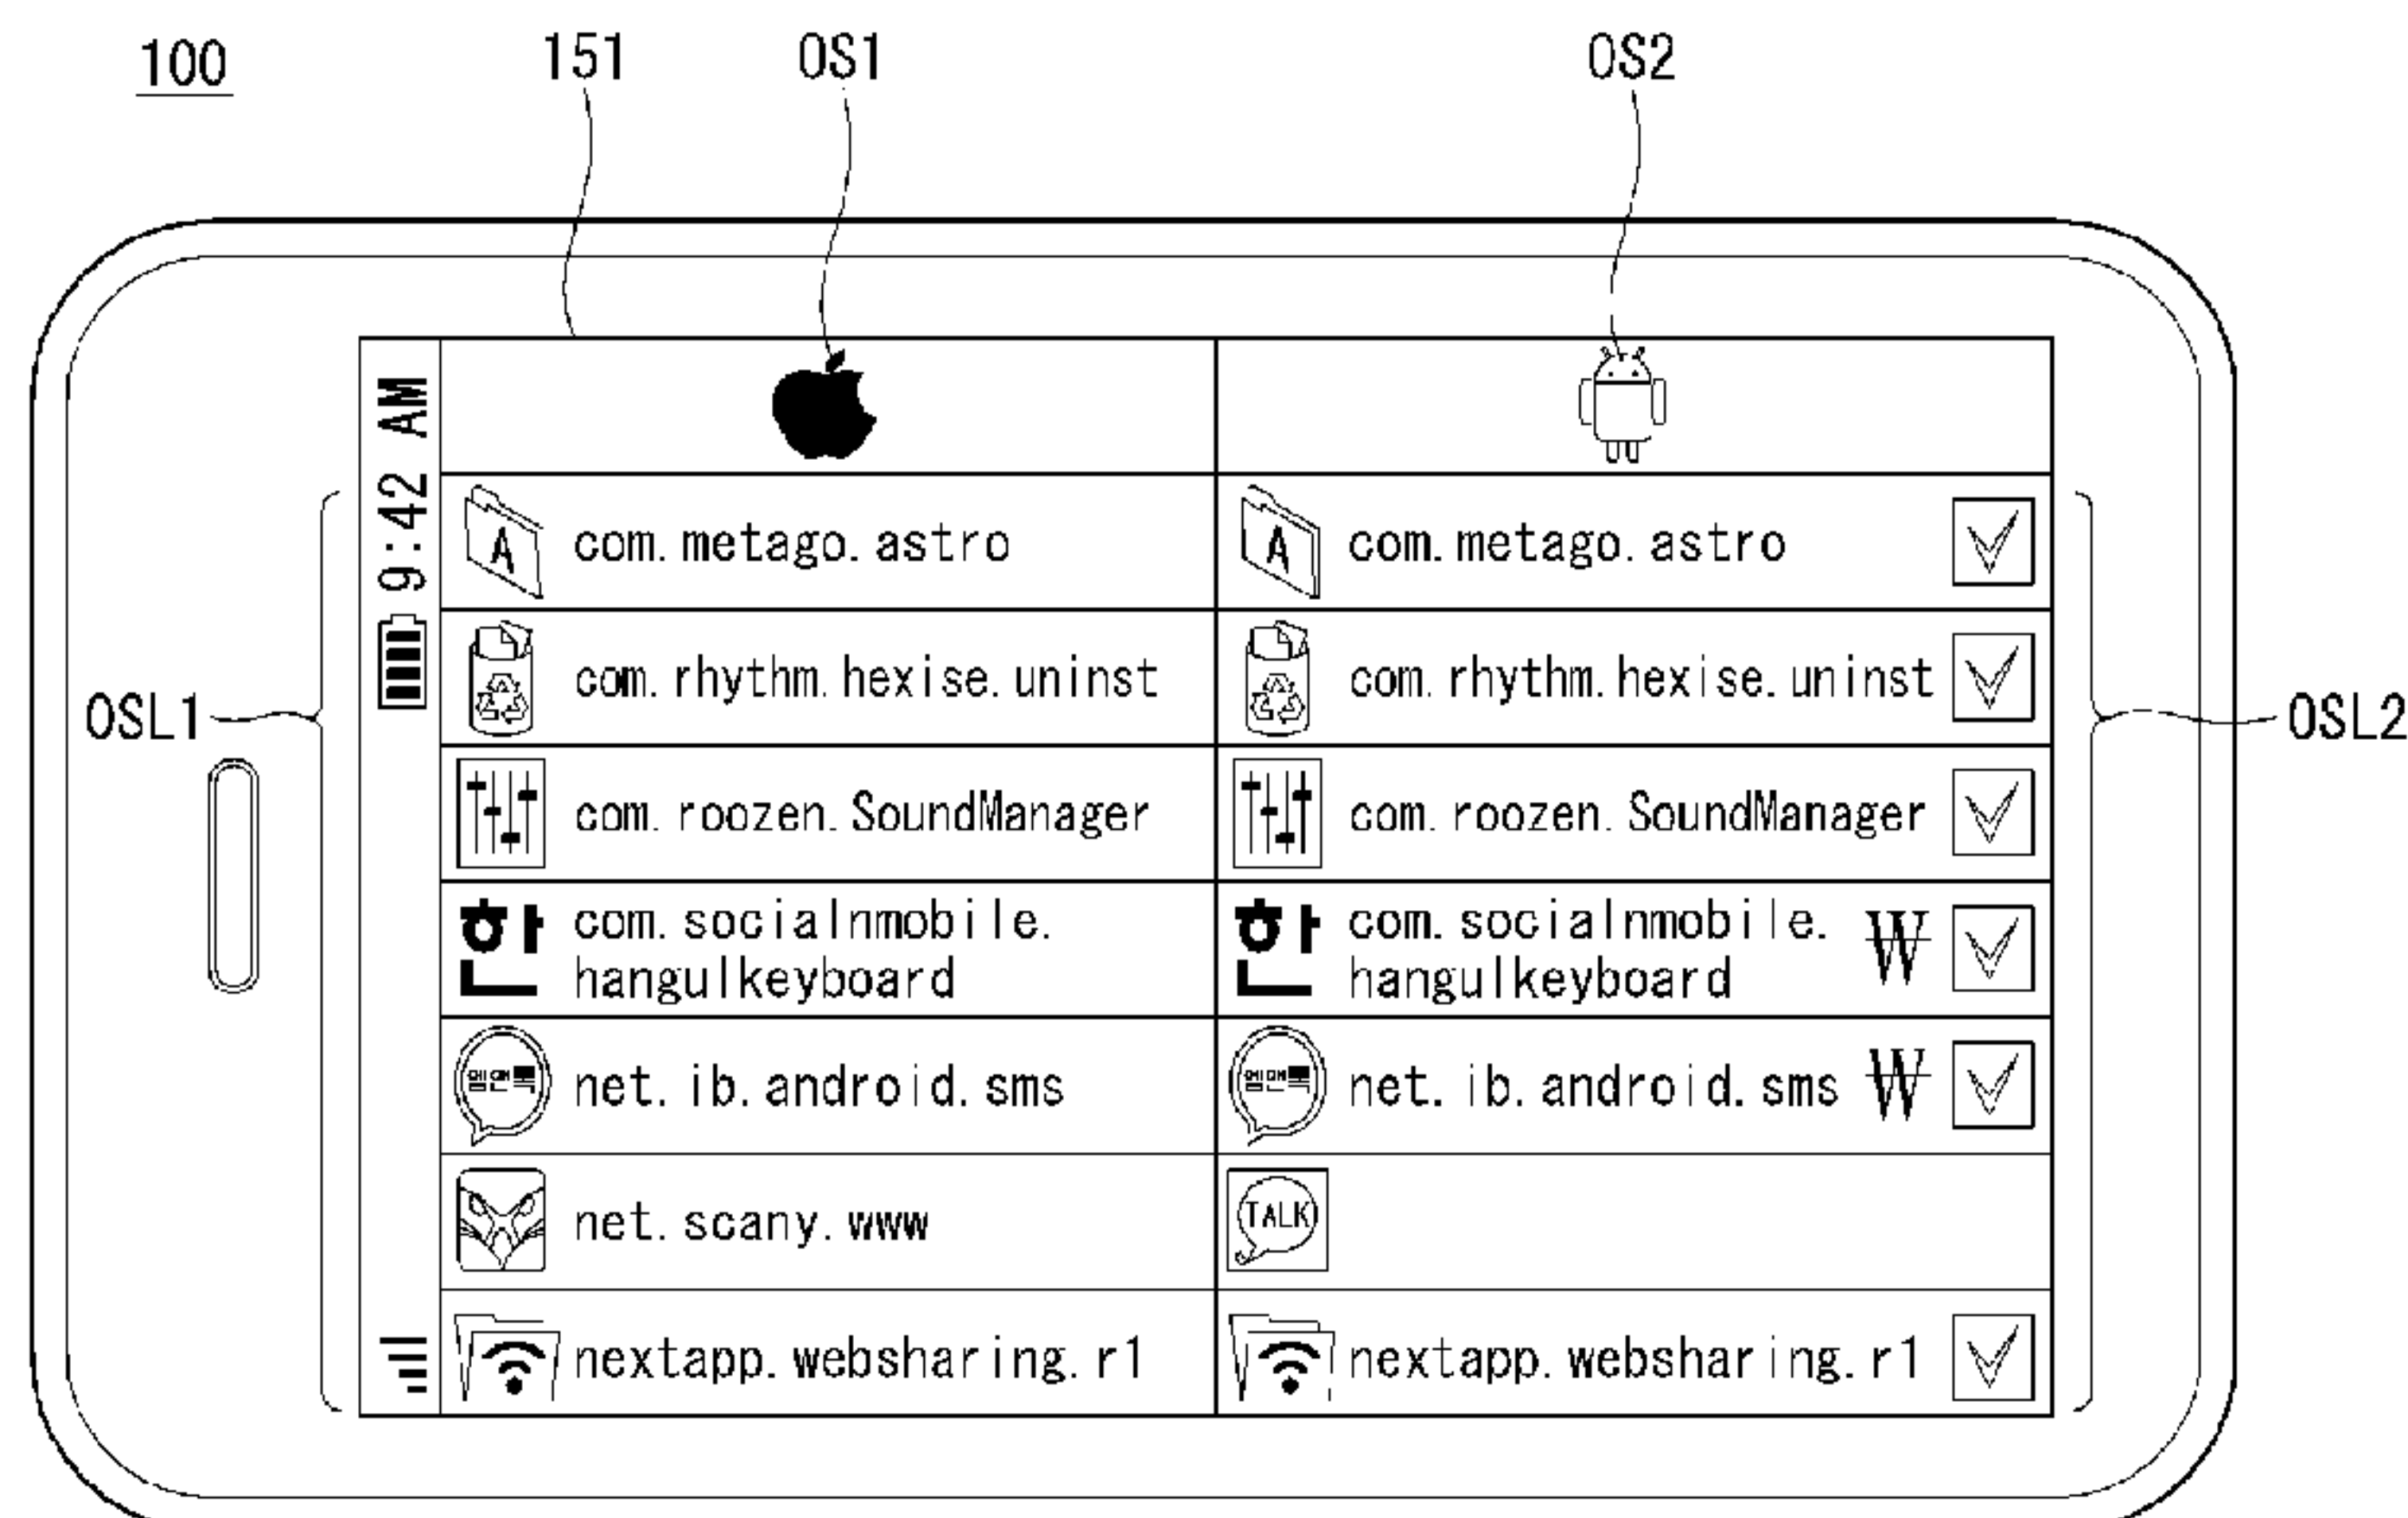 100 151 OS1 OS2
9:42 AM
OSL1
OSL2
A com.metago.astro A com.metago.astro
com.rhythm.hexise.uninst com.rhythm.hexise.uninst
com.roozen.SoundManager com.roozen.SoundManager
한 com.socialnmobile. 한 com.socialnmobile. ₩
hangulkeyboard hangulkeyboard
net.ib.android.sms net.ib.android.sms ₩
net.scany.www TALK
nextapp.websharing.r1 nextapp.websharing.r1